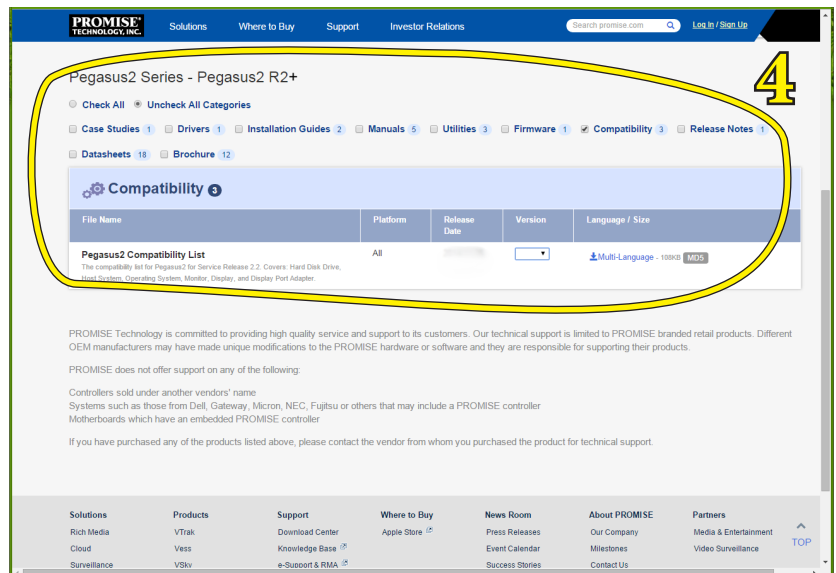 PROMISE®
TECHNOLOGY, INC.
Solutions Where to Buy Support Investor Relations Search promise.com Log In / Sign Up
4
Pegasus2 Series - Pegasus2 R2+
Check All Uncheck All Categories
Case Studies 1 Drivers 1 Installation Guides 2 Manuals 5 Utilities 3 Firmware 1 Compatibility 3 Release Notes 1
Datasheets 18 Brochure 12
Compatibility 3
File Name Platform Release Date Version Language / Size
Pegasus2 Compatibility List All Multi-Language - 108KB MD5
The compatibility list for Pegasus2 for Service Release 2.2. Covers: Hard Disk Drive,
Host System, Operating System, Monitor, Display, and Display Port Adapter.
PROMISE Technology is committed to providing high quality service and support to its customers. Our technical support is limited to PROMISE branded retail products. Different
OEM manufacturers may have made unique modifications to the PROMISE hardware or software and they are responsible for supporting their products.
PROMISE does not offer support on any of the following:
Controllers sold under another vendors' name
Systems such as those from Dell, Gateway, Micron, NEC, Fujitsu or others that may include a PROMISE controller
Motherboards which have an embedded PROMISE controller
If you have purchased any of the products listed above, please contact the vendor from whom you purchased the product for technical support.
Solutions Products Support Where to Buy News Room About PROMISE Partners
Rich Media VTrak Download Center Apple Store Press Releases Our Company Media & Entertainment
Cloud Vess Knowledge Base Event Calendar Milestones Video Surveillance
TOP
Surveillance VSky e-Support & RMA Success Stories Contact Us